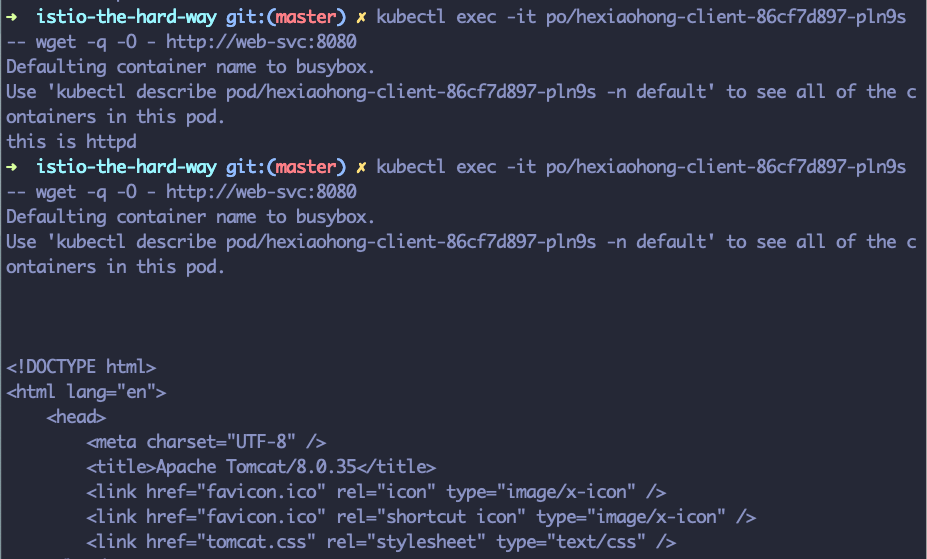 ➜  istio-the-hard-way git:(master) ✗ kubectl exec -it po/hexiaohong-client-86cf7d897-pln9s
-- wget -q -O - http://web-svc:8080
Defaulting container name to busybox.
Use 'kubectl describe pod/hexiaohong-client-86cf7d897-pln9s -n default' to see all of the c
ontainers in this pod.
this is httpd
➜  istio-the-hard-way git:(master) ✗ kubectl exec -it po/hexiaohong-client-86cf7d897-pln9s
-- wget -q -O - http://web-svc:8080
Defaulting container name to busybox.
Use 'kubectl describe pod/hexiaohong-client-86cf7d897-pln9s -n default' to see all of the c
ontainers in this pod.
<!DOCTYPE html>
<html lang="en">
    <head>
        <meta charset="UTF-8" />
        <title>Apache Tomcat/8.0.35</title>
        <link href="favicon.ico" rel="icon" type="image/x-icon" />
        <link href="favicon.ico" rel="shortcut icon" type="image/x-icon" />
        <link href="tomcat.css" rel="stylesheet" type="text/css" />